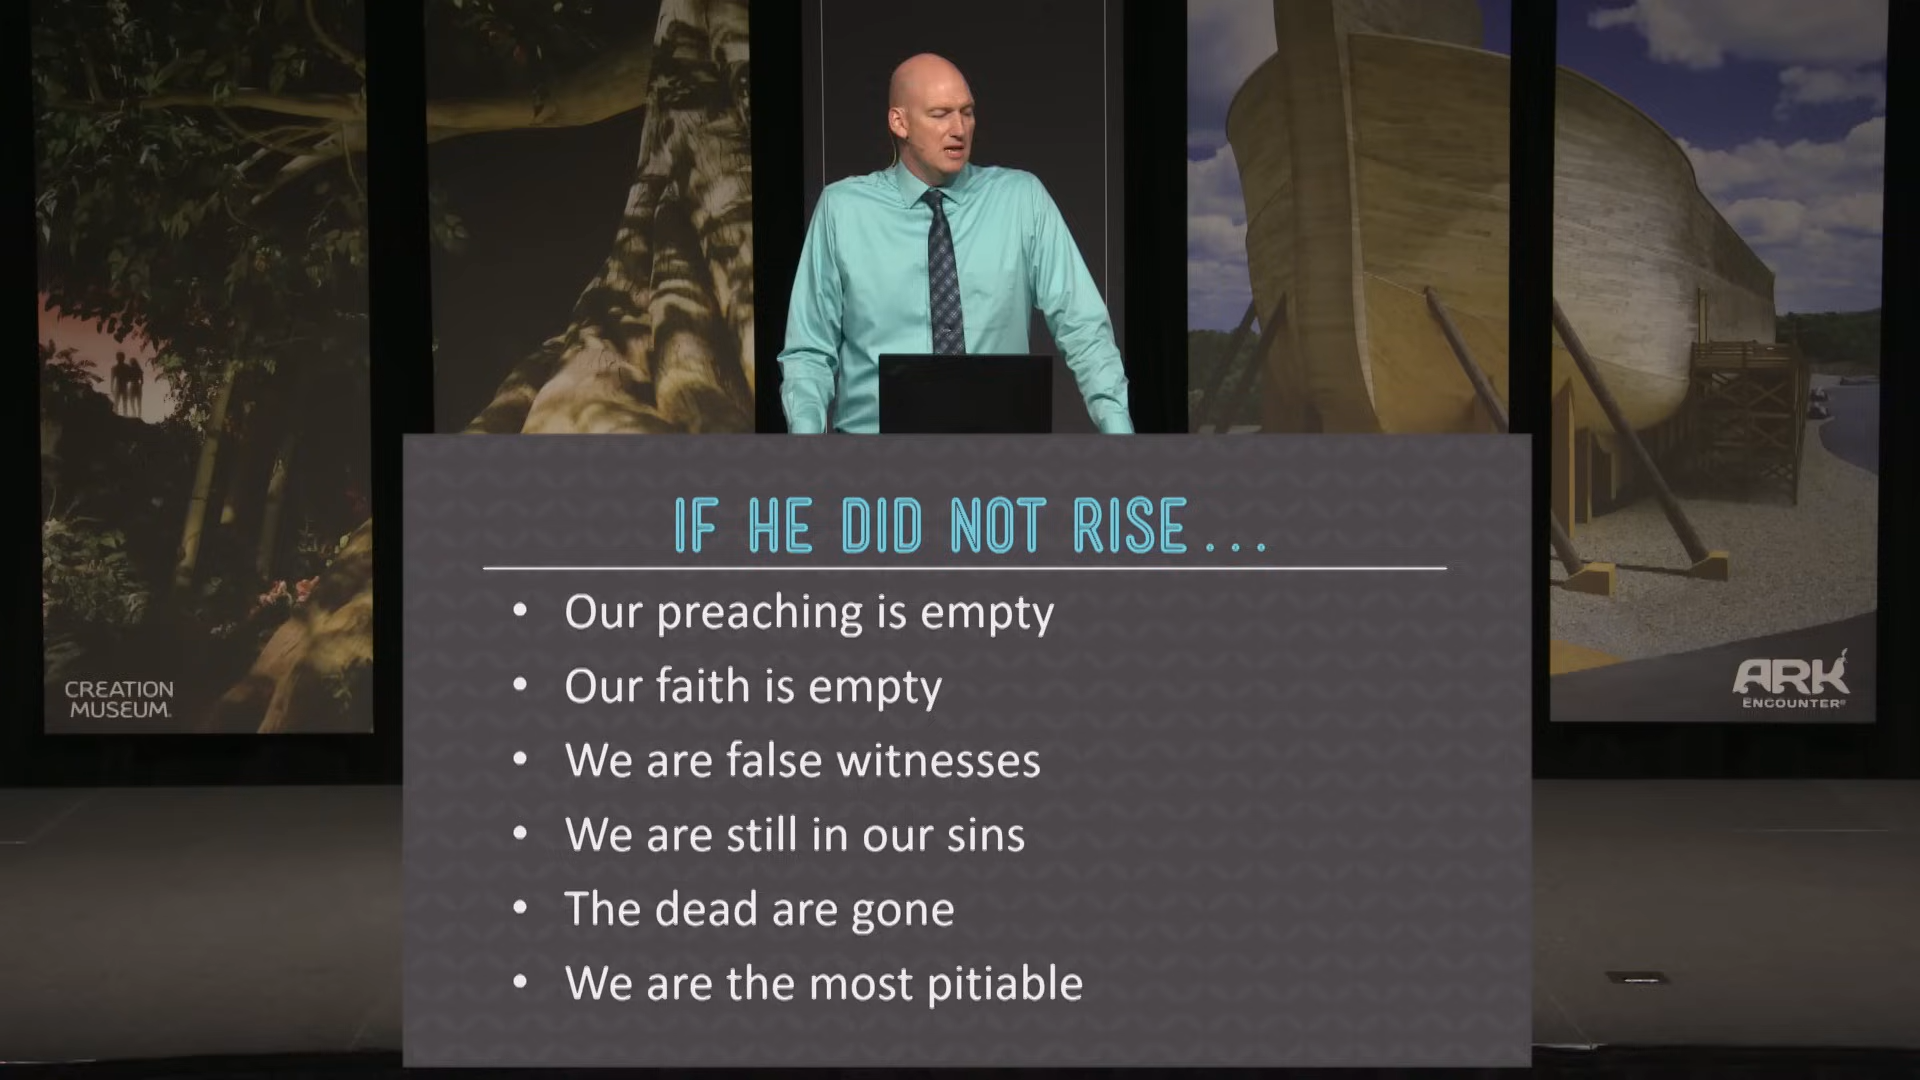 IF HE DID NOT RISE...
• Our preaching is empty
• Our faith is empty
• We are false witnesses
• We are still in our sins
• The dead are gone
• We are the most pitiable
CREATION
MUSEUM.
ARK
ENCOUNTER®